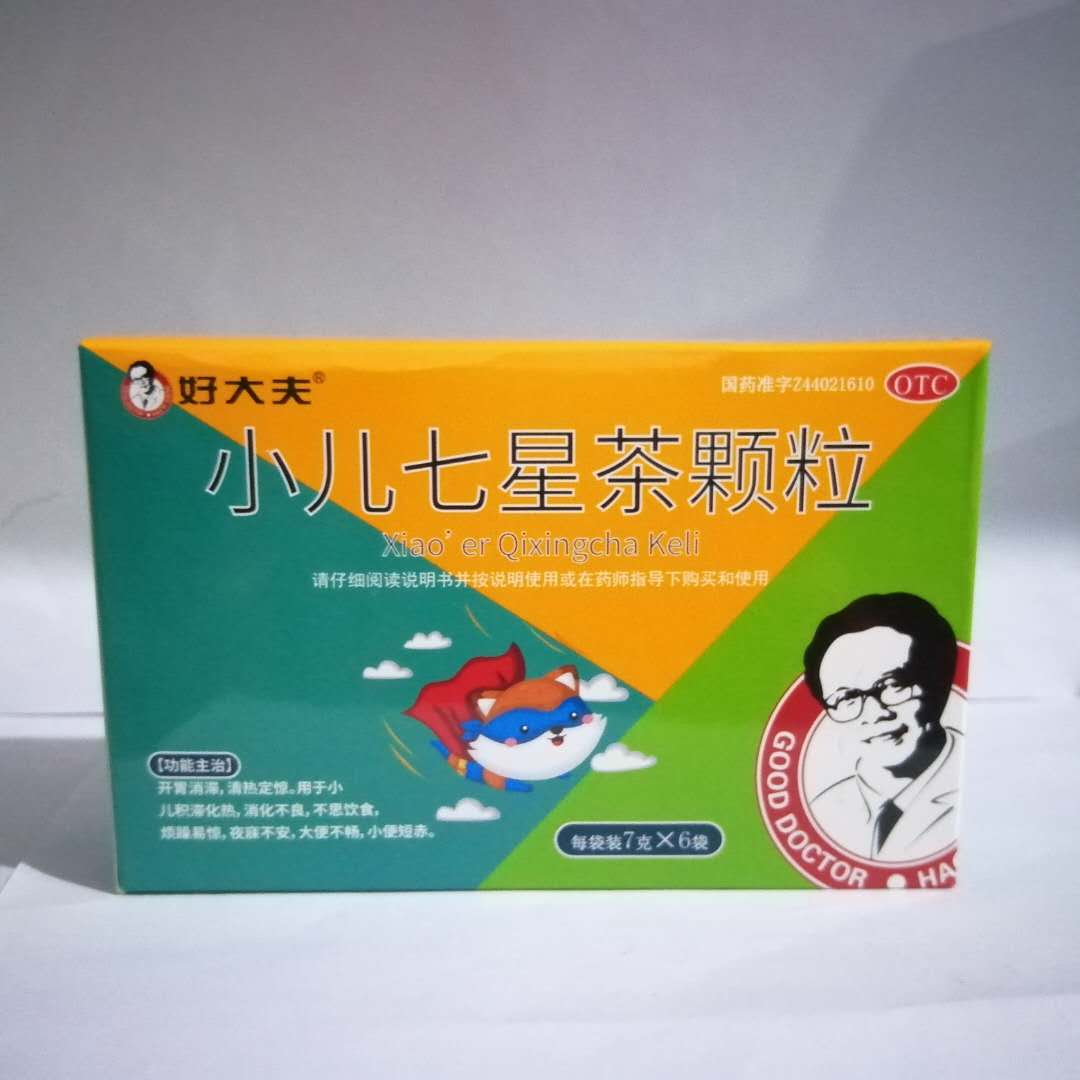 好大夫®
国药准字Z44021610
OTC
小儿七星茶颗粒
Xiao'er Qixingcha Keli
请仔细阅读说明书并按说明使用或在药师指导下购买和使用
【功能主治】
开胃消滞,清热定惊。用于小
儿积滞化热,消化不良,不思饮食,
烦躁易惊,夜寐不安,大便不畅,小便短赤。
每袋装7克×6袋
GOOD DOCTOR • HAO